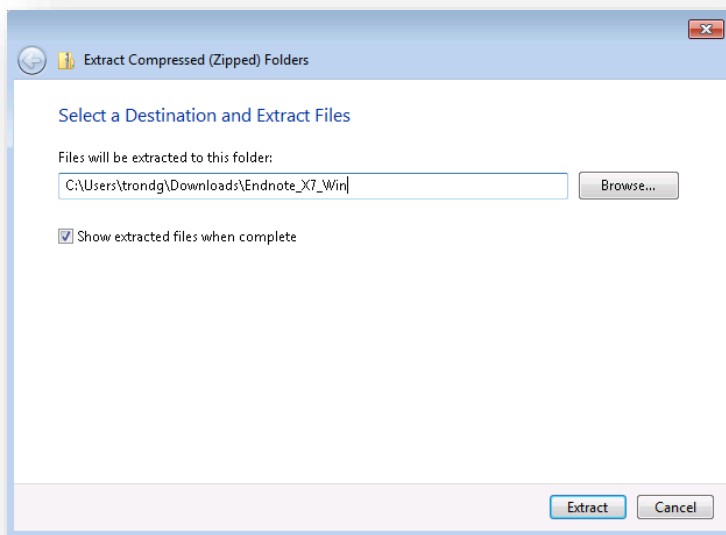 Extract Compressed (Zipped) Folders
Select a Destination and Extract Files
Files will be extracted to this folder:
C:\Users\trondg\Downloads\Endnote_X7_Win
Browse...
Show extracted files when complete
Extract
Cancel